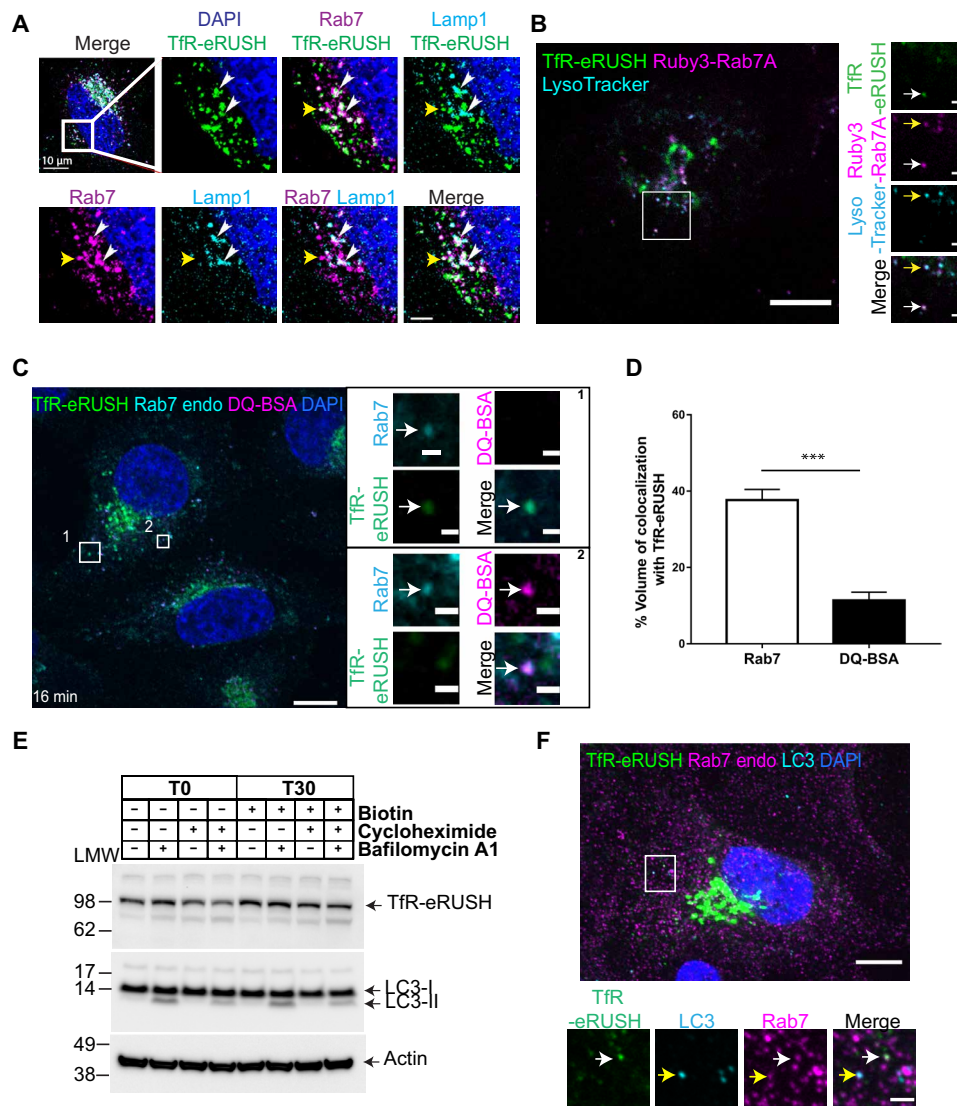 A
Merge
DAPI
TfR-eRUSH
Rab7
TfR-eRUSH
Lamp1
TfR-eRUSH
10 μm
Rab7
Lamp1
Rab7 Lamp1
Merge
B
TfR-eRUSH Ruby3-Rab7A
LysoTracker
TfR
-eRUSH
Ruby3
-Rab7A
Lyso
-Tracker
Merge
C
TfR-eRUSH Rab7 endo DQ-BSA DAPI
1
2
16 min
1
Rab7
DQ-BSA
TfR-
eRUSH
Merge
2
Rab7
DQ-BSA
TfR-
eRUSH
Merge
D
% Volume of colocalization
with TfR-eRUSH
60
40
20
0
***
Rab7
DQ-BSA
E
T0 T30
- - - - + + + + Biotin
- - + + - - + + Cycloheximide
- + - + - + - + Bafilomycin A1
LMW
98
62
TfR-eRUSH
17
14
LC3-I
LC3-II
49
38
Actin
F
TfR-eRUSH Rab7 endo LC3 DAPI
TfR
-eRUSH
LC3
Rab7
Merge